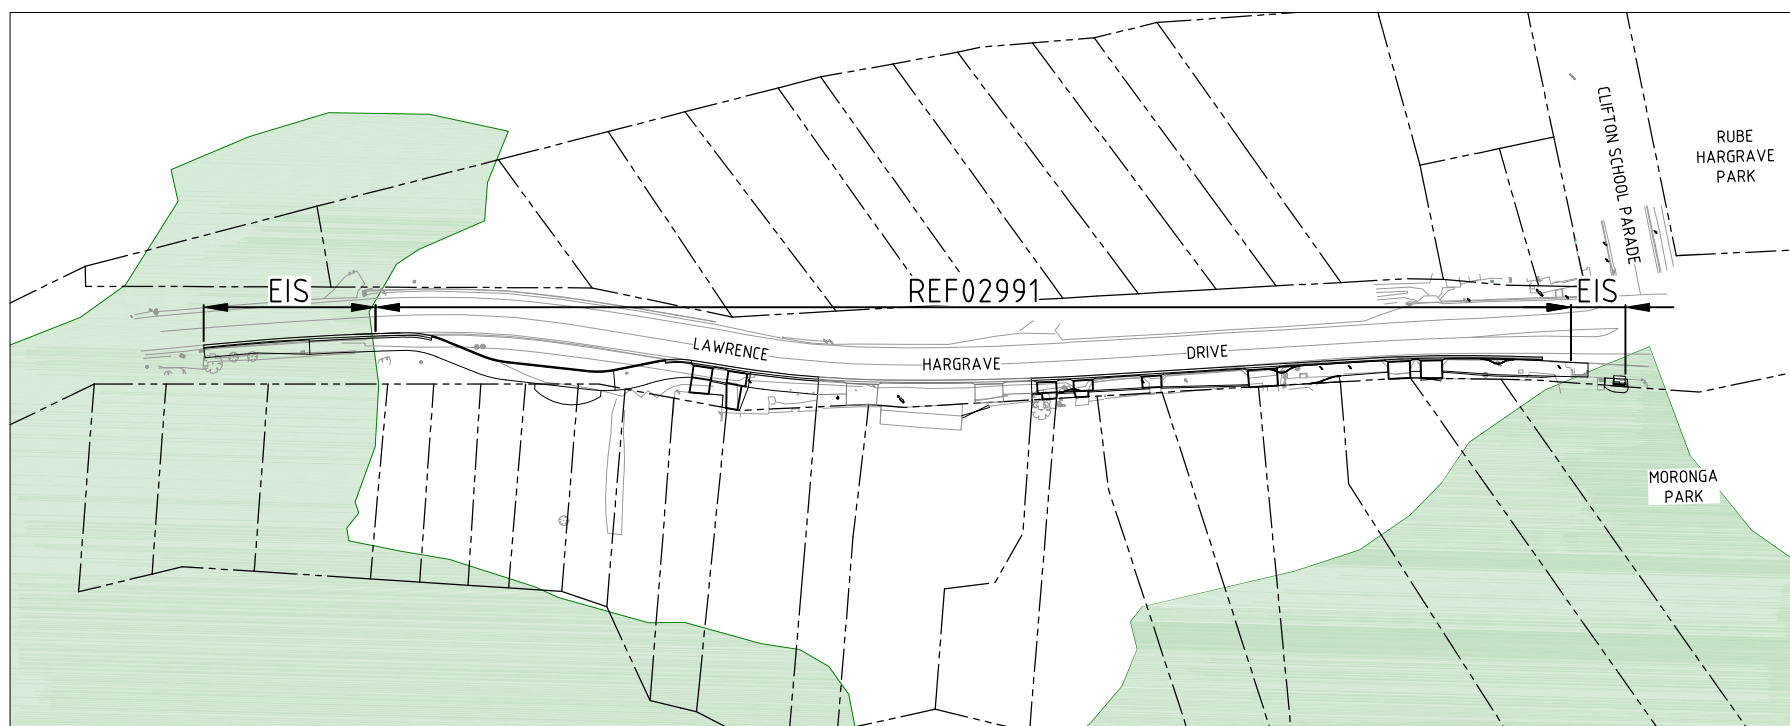 CLIFTON SCHOOL PARADE
RUBE
HARGRAVE
PARK
EIS
REF02991
EIS
LAWRENCE
HARGRAVE
DRIVE
MORONGA
PARK